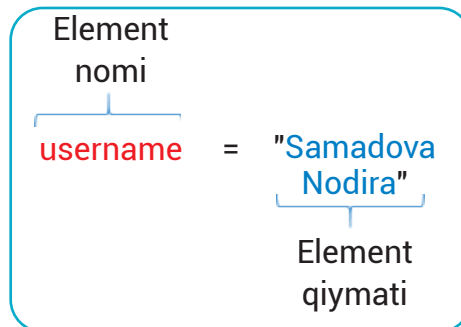 Element
nomi
username = "Samadova
Nodira"
Element
qiymati